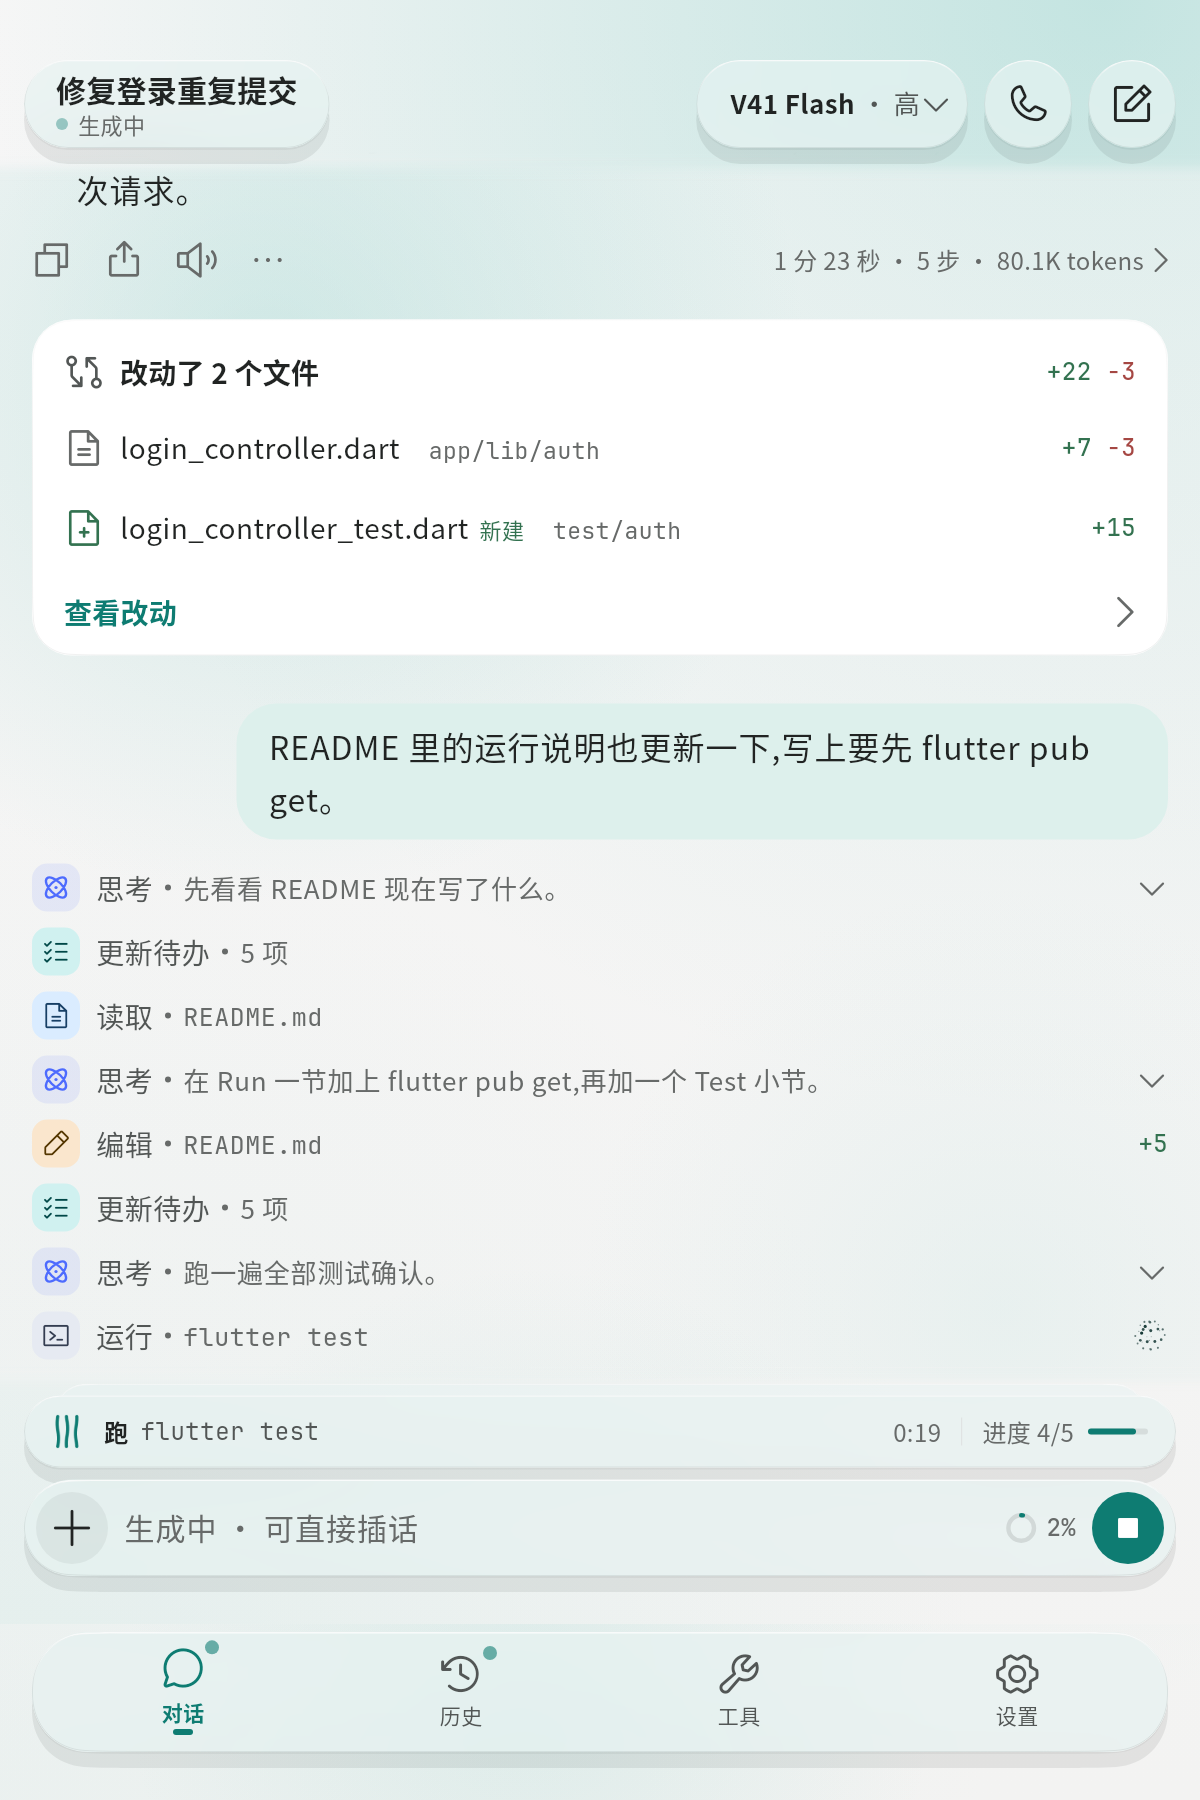 修复登录重复提交
生成中
V41 Flash · 高
次请求。
1 分 23 秒 · 5 步 · 80.1K tokens
改动了 2 个文件 +22 -3
login_controller.dart app/lib/auth +7 -3
login_controller_test.dart 新建 test/auth +15
查看改动
README 里的运行说明也更新一下,写上要先 flutter pub
get。
思考 · 先看看 README 现在写了什么。
更新待办 · 5 项
读取 · README.md
思考 · 在 Run 一节加上 flutter pub get,再加一个 Test 小节。
编辑 · README.md +5
更新待办 · 5 项
思考 · 跑一遍全部测试确认。
运行 · flutter test
跑 flutter test 0:19 进度 4/5
生成中 · 可直接插话 2%
对话 历史 工具 设置